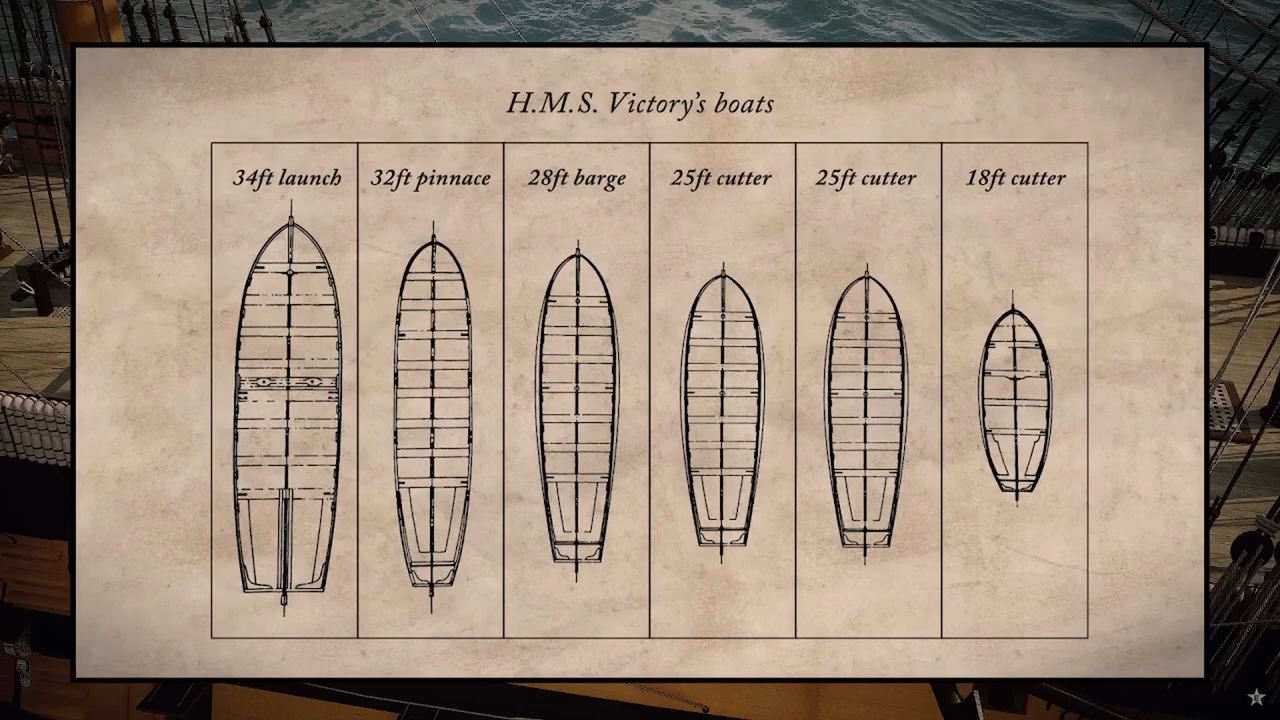 H.M.S. Victory's boats
34ft launch
32ft pinnace
28ft barge
25ft cutter
25ft cutter
18ft cutter